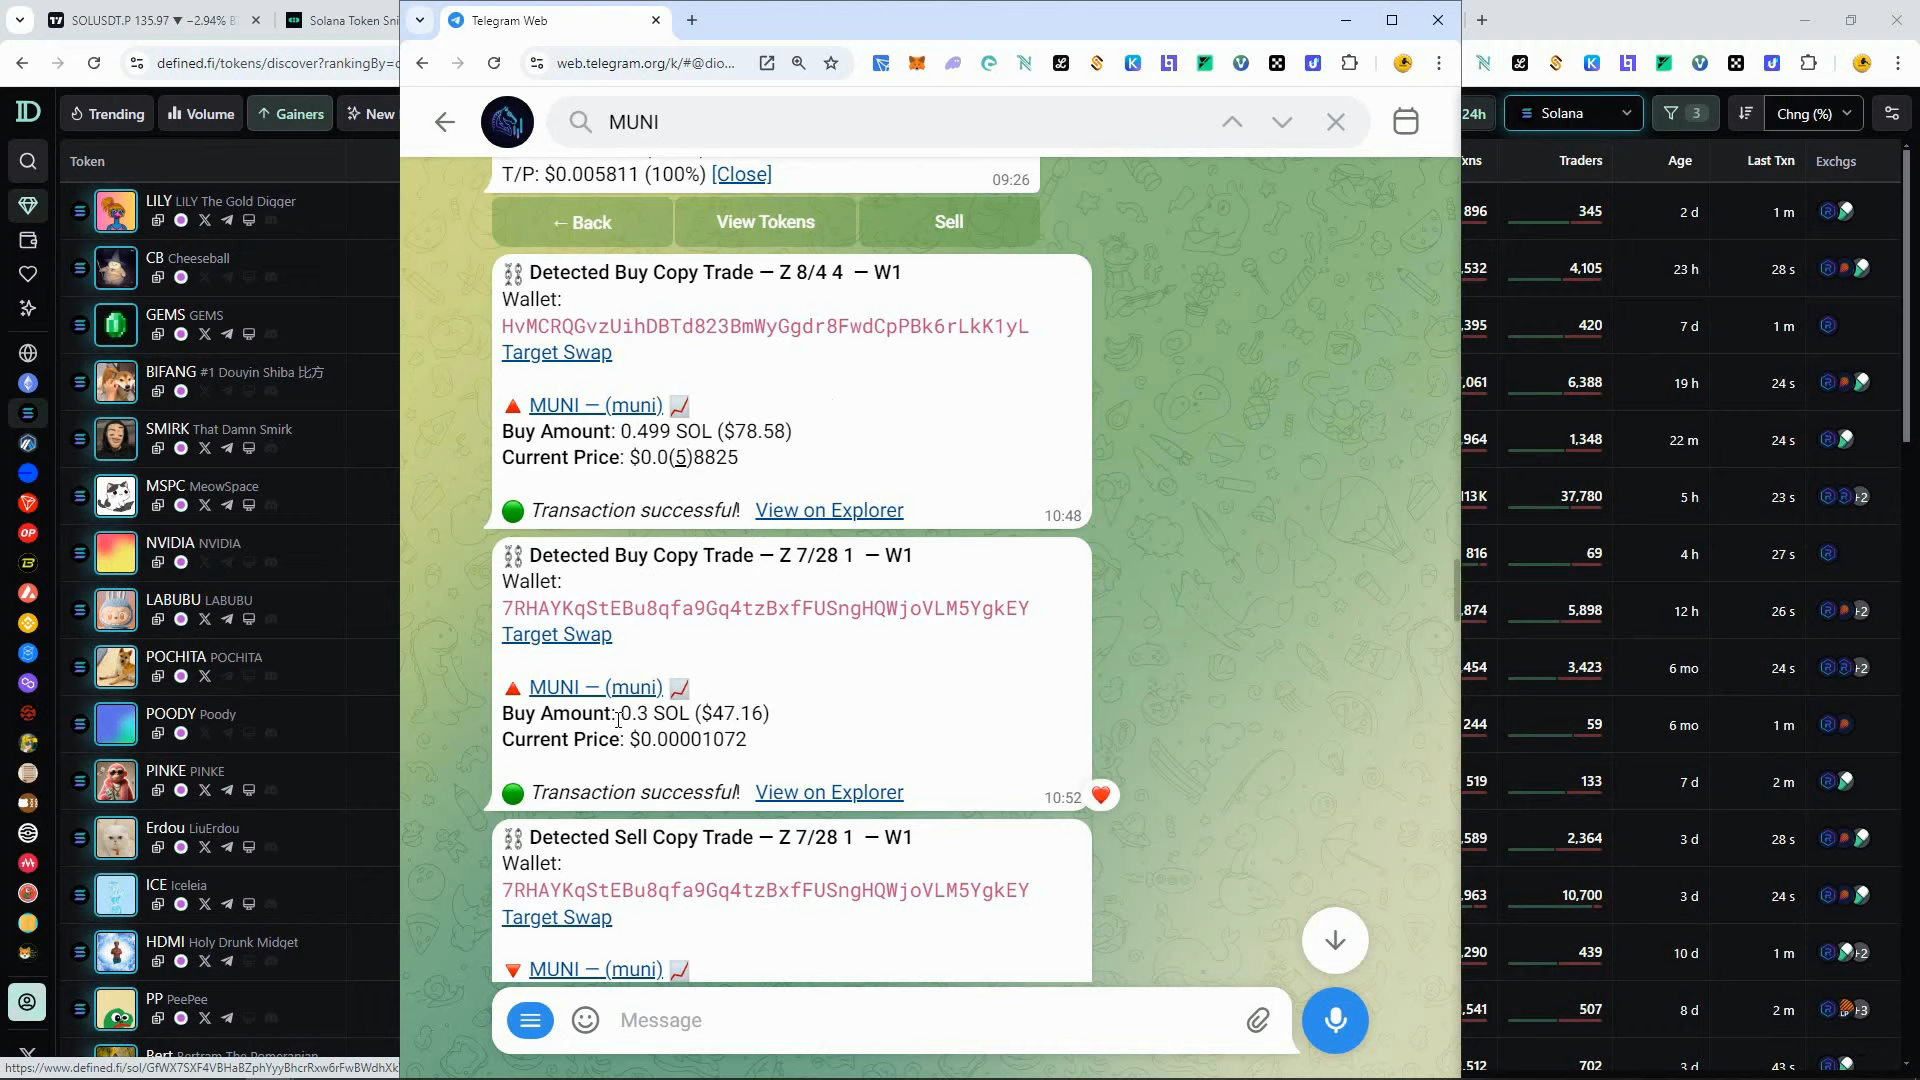 SOLUSDT.P 135.97 ▼ −2.94%
Solana Token Sni
Telegram Web
defined.fi/tokens/discover?rankingBy=c
web.telegram.org/k/#@dio...
Trending
Volume
Gainers
New
MUNI
24h
Solana
3
Chng (%)
Token
xns
Traders
Age
Last Txn
Exchgs
T/P: $0.005811 (100%) [Close]
09:26
← Back
View Tokens
Sell
Detected Buy Copy Trade — Z 8/4 4 — W1
Wallet:
HvMCRQGvzUihDBTd823BmWyGgdr8FwdCpPBk6rLkK1yL
Target Swap
MUNI — (muni)
Buy Amount: 0.499 SOL ($78.58)
Current Price: $0.0(5)8825
Transaction successful! View on Explorer
10:48
Detected Buy Copy Trade — Z 7/28 1 — W1
Wallet:
7RHAYKqStEBu8qfa9Gq4tzBxfFUSngHQWjoVLM5YgkEY
Target Swap
MUNI — (muni)
Buy Amount: 0.3 SOL ($47.16)
Current Price: $0.00001072
Transaction successful! View on Explorer
10:52
Detected Sell Copy Trade — Z 7/28 1 — W1
Wallet:
7RHAYKqStEBu8qfa9Gq4tzBxfFUSngHQWjoVLM5YgkEY
Target Swap
MUNI — (muni)
Message
LILY LILY The Gold Digger
CB Cheeseball
GEMS GEMS
BIFANG #1 Douyin Shiba 比方
SMIRK That Damn Smirk
MSPC MeowSpace
NVIDIA NVIDIA
LABUBU LABUBU
POCHITA POCHITA
POODY Poody
PINKE PINKE
Erdou LiuErdou
ICE Iceleia
HDMI Holy Drunk Midget
PP PeePee
Bert Bertram The Pomeranian
896 345 2 d 1 m
,532 4,105 23 h 28 s
,395 420 7 d 1 m
,061 6,388 19 h 24 s
,964 1,348 22 m 24 s
13K 37,780 5 h 23 s +2
816 69 4 h 27 s
,874 5,898 12 h 26 s +2
,454 3,423 6 mo 24 s +2
244 59 6 mo 1 m
519 133 7 d 2 m
,589 2,364 3 d 28 s
,963 10,700 3 d 24 s
,290 439 10 d 1 m +2
,541 507 8 d 2 m +3
,512 702 3 d 43 s
https://www.defined.fi/sol/GfWX7SXF4VBHaBZphYyyBhcrRxw6rFwBWdhXk